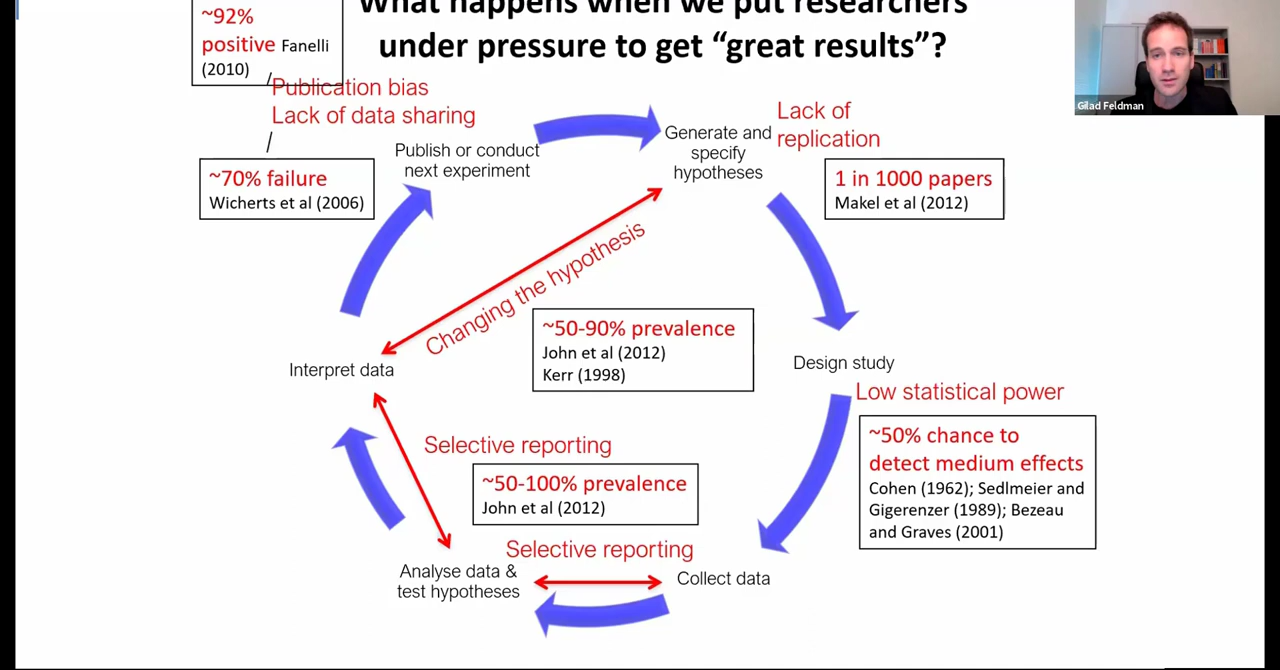 What happens when we put researchers
under pressure to get “great results”?
~92%
positive Fanelli
(2010)
Publication bias
Lack of data sharing
~70% failure
Wicherts et al (2006)
Publish or conduct
next experiment
Generate and
specify
hypotheses
Lack of
replication
1 in 1000 papers
Makel et al (2012)
Changing the hypothesis
~50-90% prevalence
John et al (2012)
Kerr (1998)
Interpret data
Design study
Low statistical power
~50% chance to
detect medium effects
Cohen (1962); Sedlmeier and
Gigerenzer (1989); Bezeau
and Graves (2001)
Selective reporting
~50-100% prevalence
John et al (2012)
Selective reporting
Analyse data &
test hypotheses
Collect data
Gilad Feldman